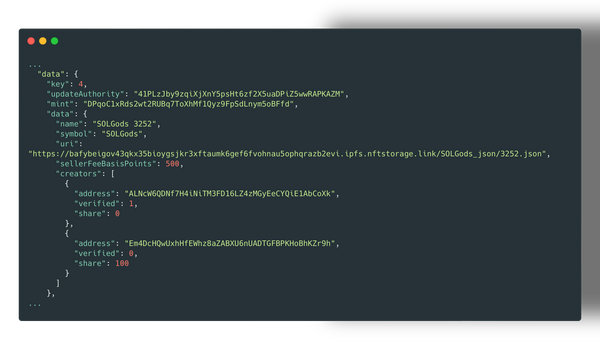 ...
"data": {
"key": 4,
"updateAuthority": "41PLzJby9zqiXjXnY5psHt6zf2X5uaDPiZ5wwRAPKAZM",
"mint": "DPqoC1xRds2wt2RUBq7ToXhMf1Qyz9FpSdLnym5oBFfd",
"data": {
"name": "SOLGods 3252",
"symbol": "SOLGods",
"uri":
"https://bafybeigov43qkx35bioygsjkr3xftaumk6gef6fvohnau5ophqrazb2evi.ipfs.nftstorage.link/SOLGods_json/3252.json",
"sellerFeeBasisPoints": 500,
"creators": [
{
"address": "ALNcW6QDNf7H4iNiTM3FD16LZ4zMGyEeCYQiE1AbCoXk",
"verified": 1,
"share": 0
},
{
"address": "Em4DcHQwUxhHfEWhz8aZABXU6nUADTGFBPKHoBhKZr9h",
"verified": 0,
"share": 100
}
]
},
...